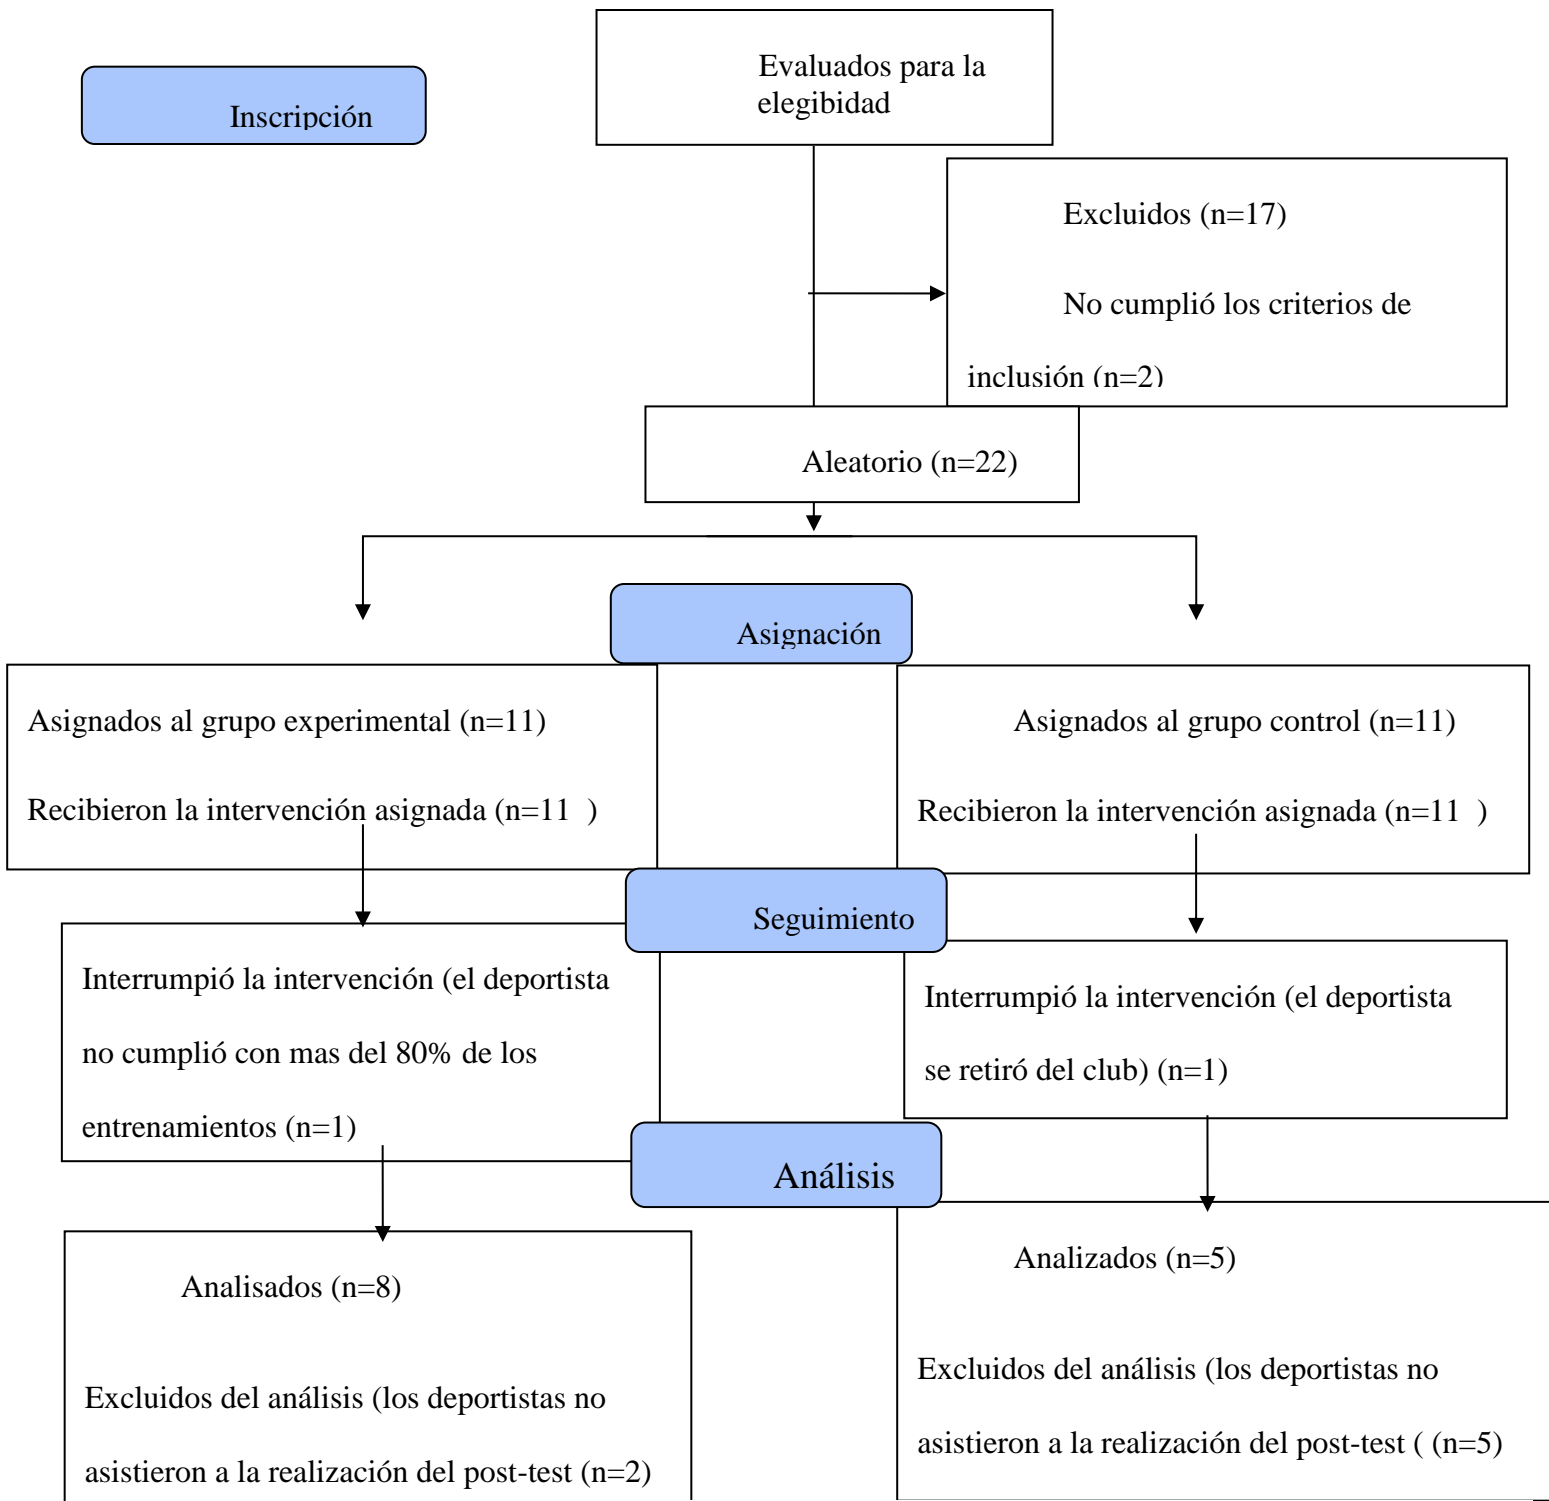 Evaluados para la
elegibidad
Inscripción
Excluidos (n=17)
No cumplió los criterios de
inclusión (n=2)
Aleatorio (n=22)
Asignación
Asignados al grupo experimental (n=11)
Recibieron la intervención asignada (n=11 )
Asignados al grupo control (n=11)
Recibieron la intervención asignada (n=11 )
Seguimiento
Interrumpió la intervención (el deportista
no cumplió con mas del 80% de los
entrenamientos (n=1)
Interrumpió la intervención (el deportista
se retiró del club) (n=1)
Análisis
Analisados (n=8)
Excluidos del análisis (los deportistas no
asistieron a la realización del post-test (n=2)
Analizados (n=5)
Excluidos del análisis (los deportistas no
asistieron a la realización del post-test ( (n=5)